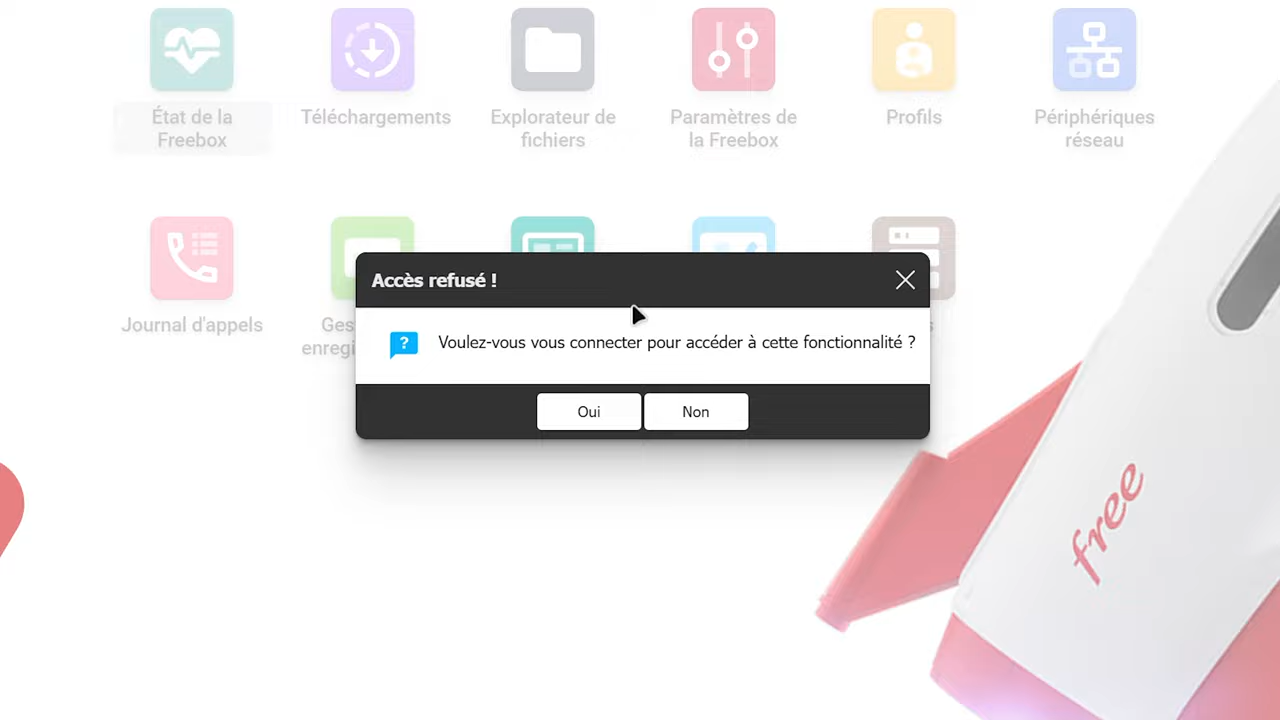 État de la
Freebox
Téléchargements
Explorateur de
fichiers
Paramètres de
la Freebox
Profils
Périphériques
réseau
Journal d'appels
Accès refusé !
Voulez-vous vous connecter pour accéder à cette fonctionnalité ?
Oui
Non
free